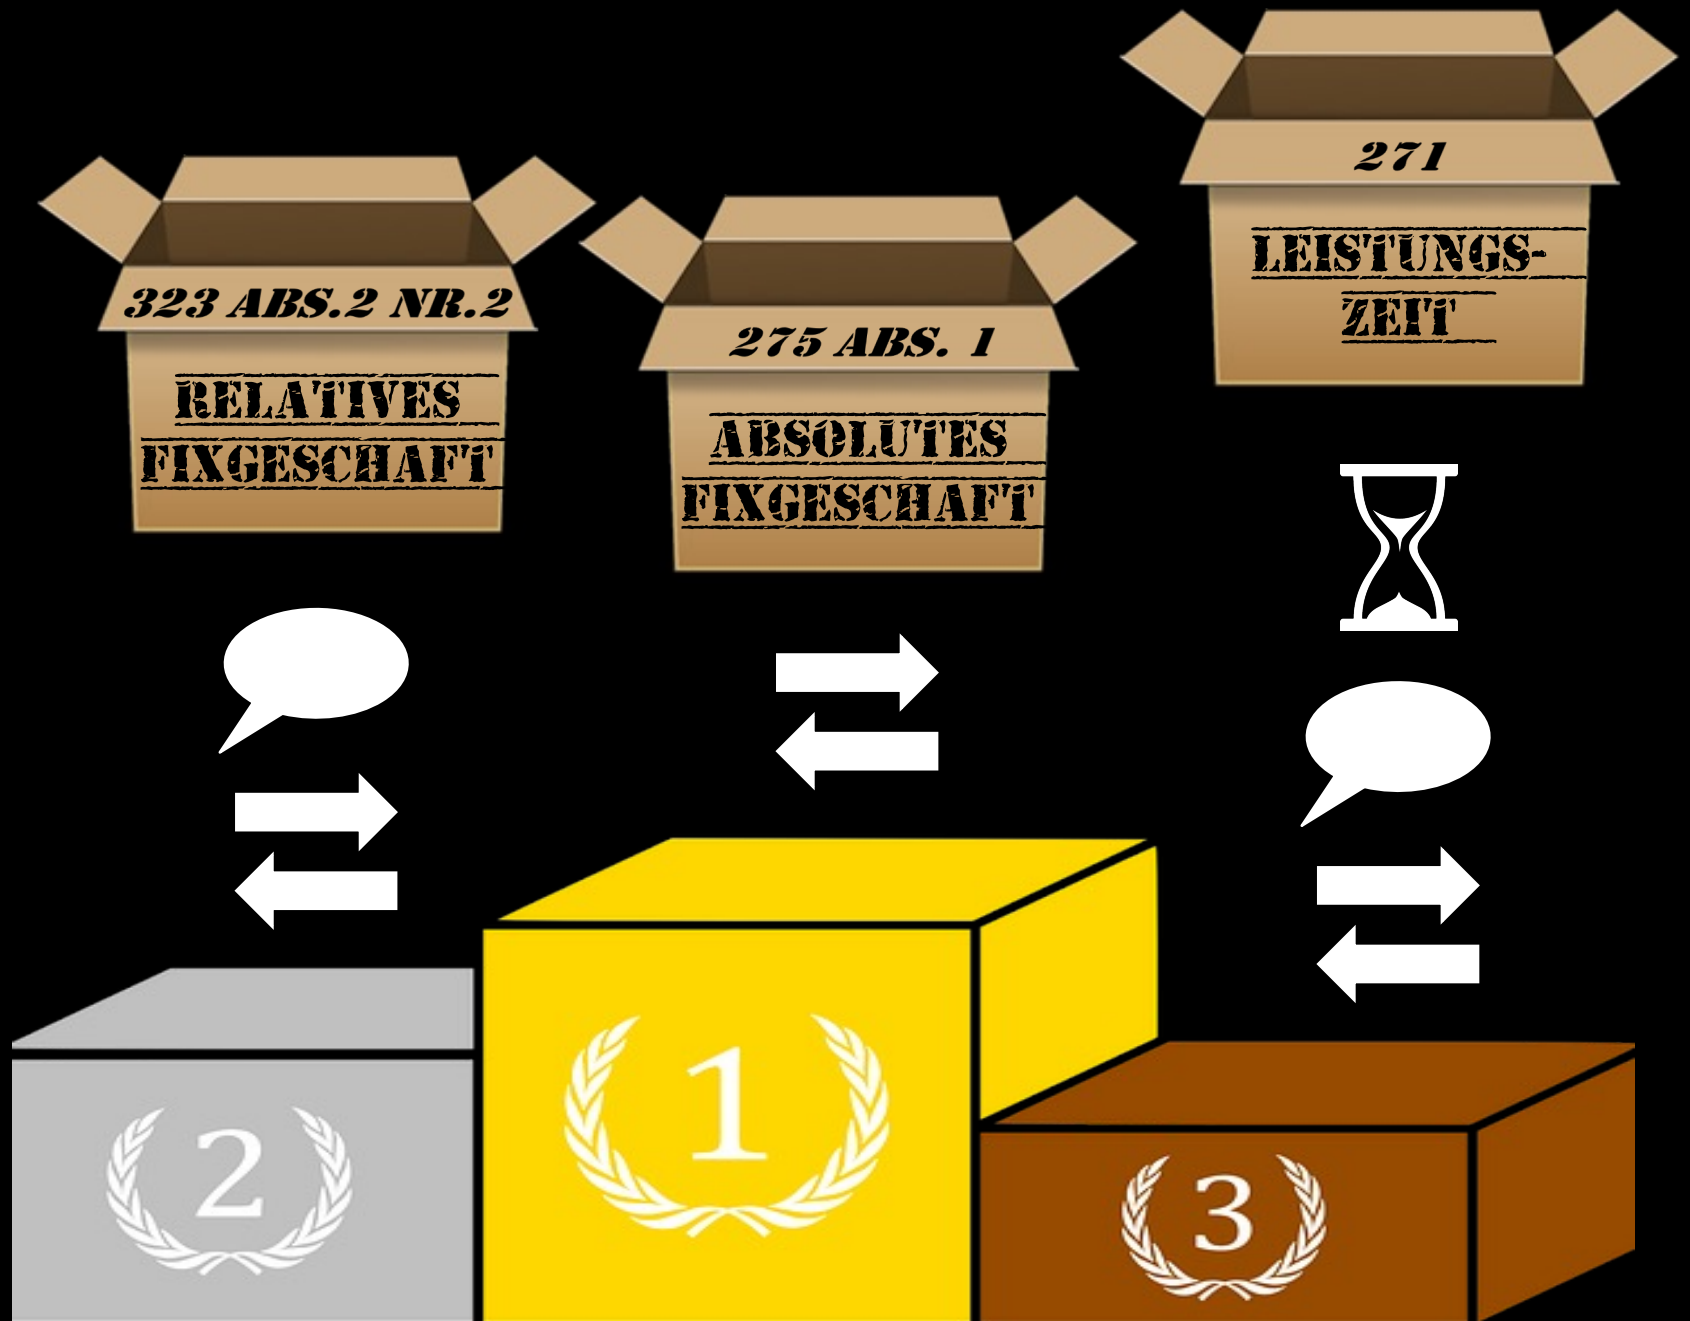 323 ABS.2 NR.2
RELATIVES
FIXGESCHAFT
275 ABS. 1
ABSOLUTES
FIXGESCHAFT
271
LEISTUNGS-
ZEIT
2
1
3